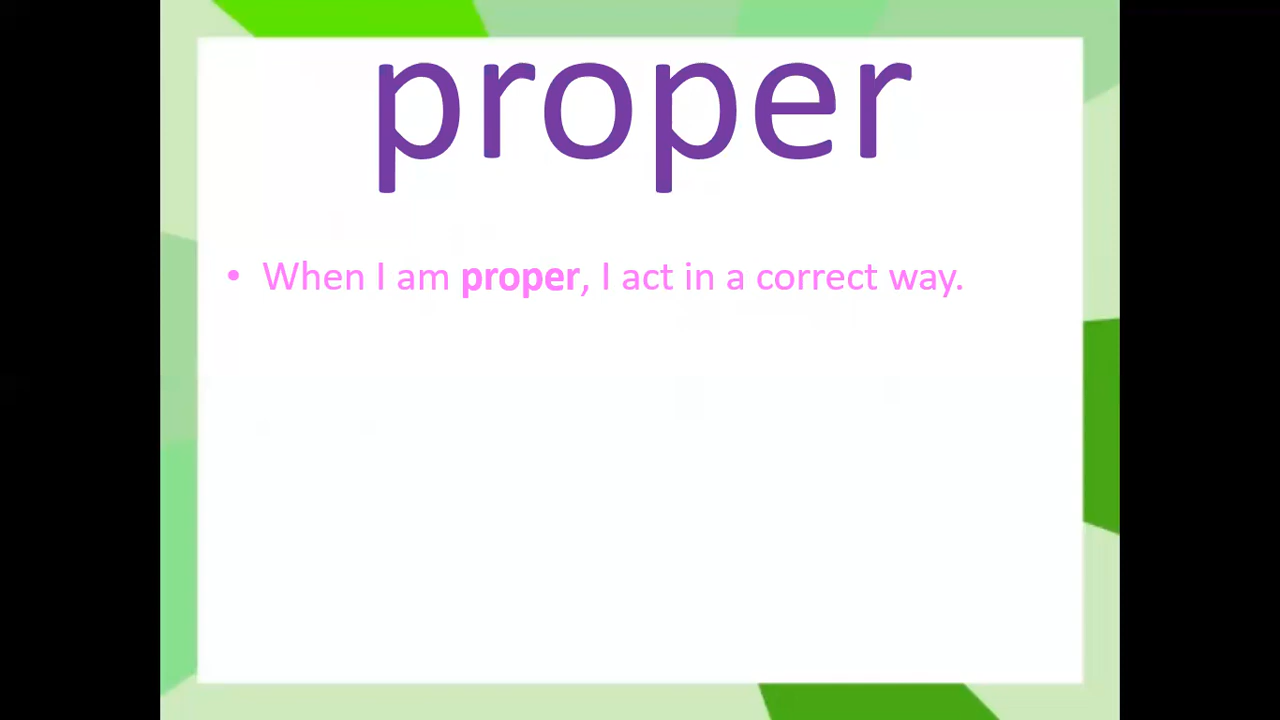 proper
• When I am proper, I act in a correct way.